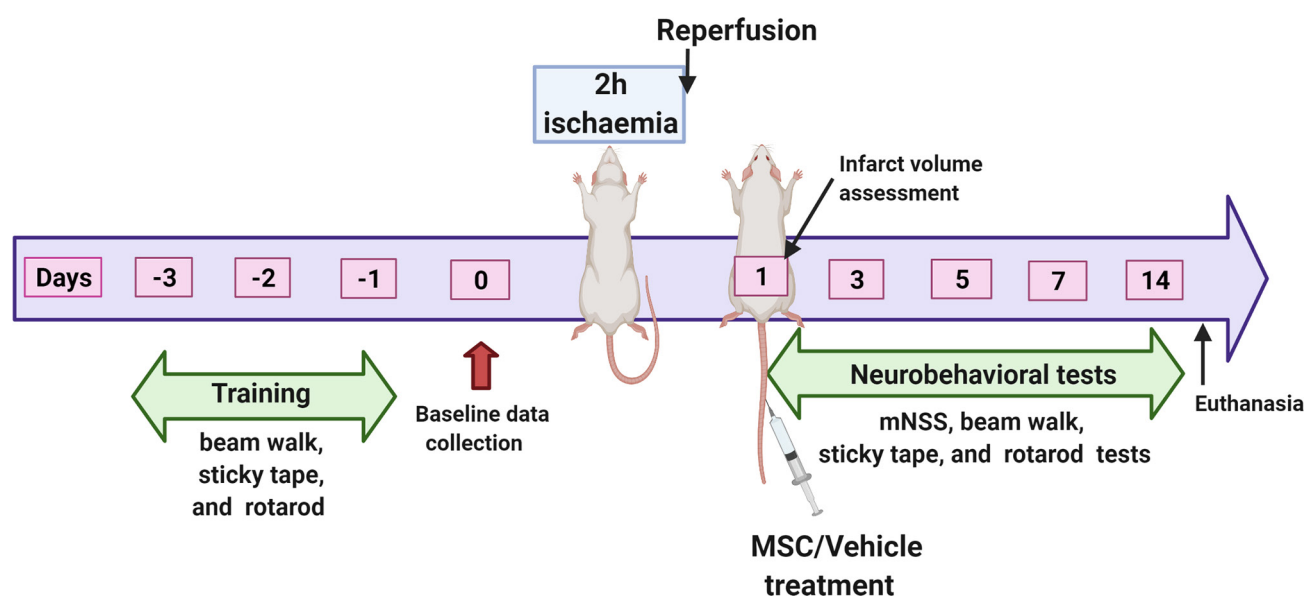 Reperfusion
2h
ischaemia
Infarct volume
assessment
Days
-3
-2
-1
0
1
3
5
7
14
Training
beam walk,
sticky tape,
and rotarod
Baseline data
collection
Neurobehavioral tests
mNSS, beam walk,
sticky tape, and rotarod tests
Euthanasia
MSC/Vehicle
treatment